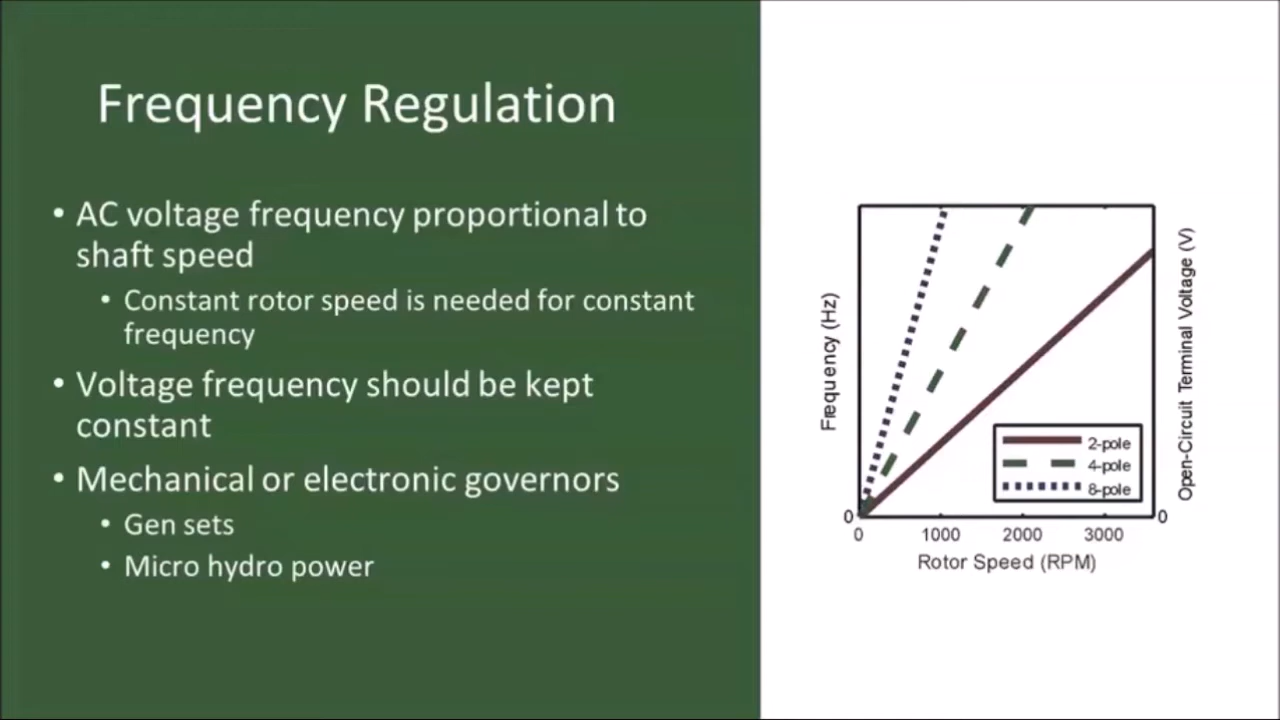 Frequency Regulation
• AC voltage frequency proportional to
shaft speed
• Constant rotor speed is needed for constant
frequency
• Voltage frequency should be kept
constant
• Mechanical or electronic governors
• Gen sets
• Micro hydro power
Frequency (Hz)
Open-Circuit Terminal Voltage (V)
2-pole
4-pole
8-pole
0
0
0 1000 2000 3000
Rotor Speed (RPM)